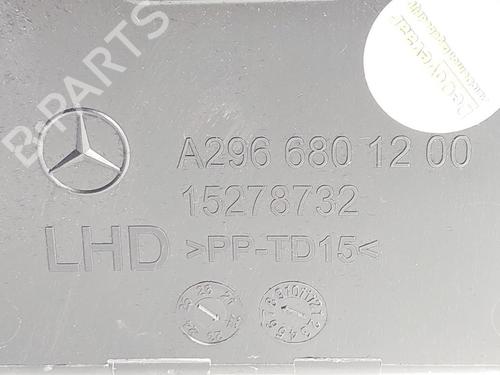 B-PARTS
A296 680 12 00
15278732
LHD >PP-TD15<